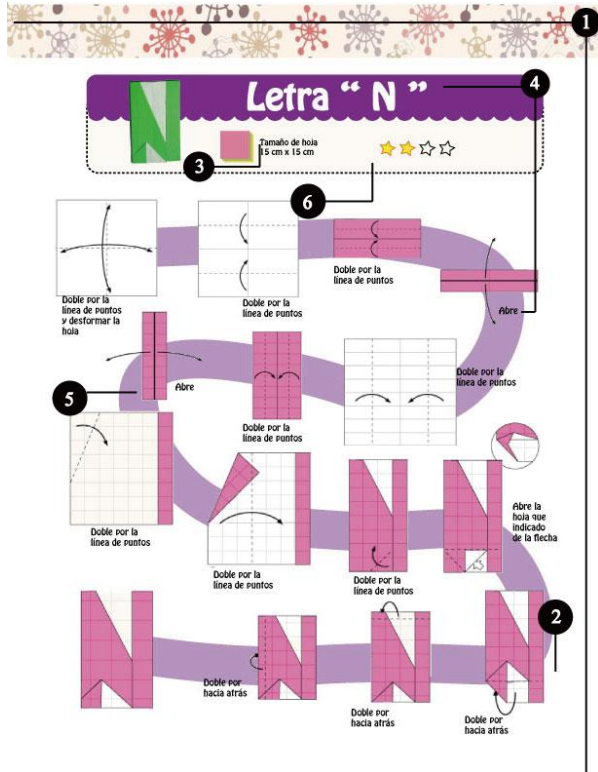 1
Letra “ N ”
4
Tamaño de hoja
15 cm x 15 cm
3
6
Doble por la
línea de puntos
y desformar la
hoja
Doble por la
línea de puntos
Doble por la
línea de puntos
Abre
Abre
Doble por la
línea de puntos
Doble por la
línea de puntos
5
Doble por la
línea de puntos
Doble por la
línea de puntos
Doble por la
línea de puntos
Abre la
hoja que
indicado
de la flecha
2
Doble por
hacia atrás
Doble por
hacia atrás
Doble por
hacia atrás